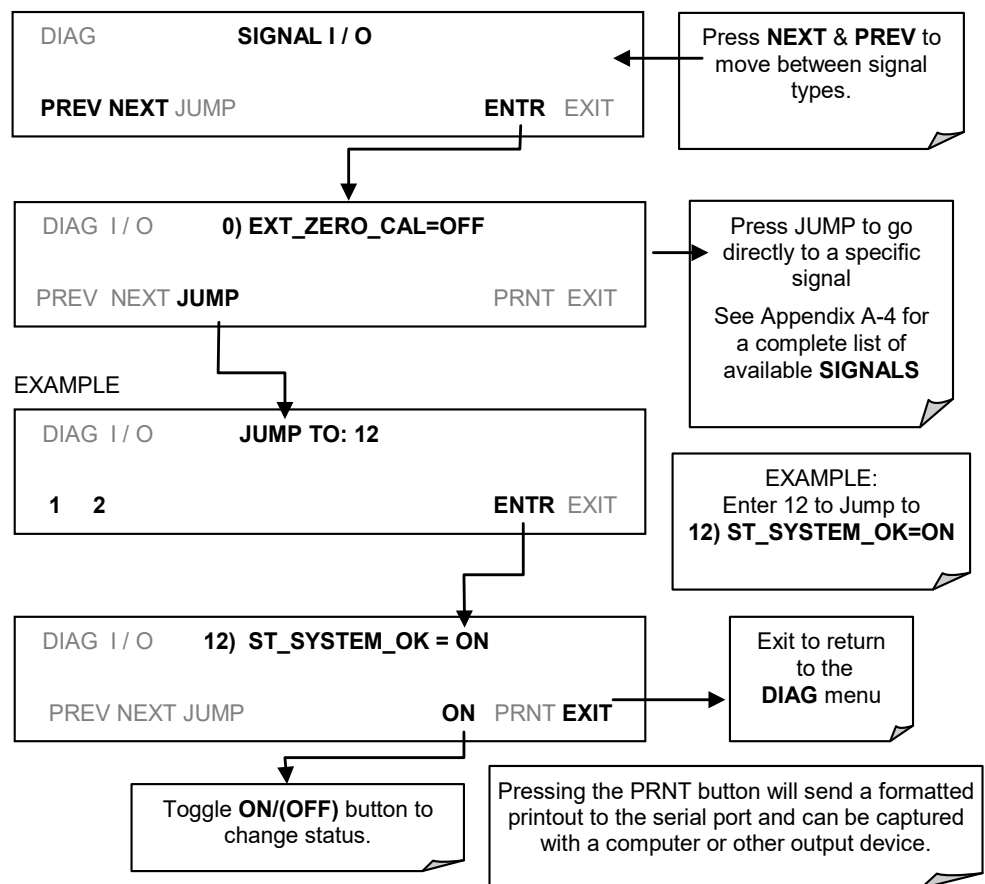 DIAG SIGNAL I / O
PREV NEXT JUMP ENTR EXIT
Press NEXT & PREV to
move between signal
types.
DIAG I / O 0) EXT_ZERO_CAL=OFF
PREV NEXT JUMP PRNT EXIT
Press JUMP to go
directly to a specific
signal
See Appendix A-4 for
a complete list of
available SIGNALS
EXAMPLE
DIAG I / O JUMP TO: 12
1 2 ENTR EXIT
EXAMPLE:
Enter 12 to Jump to
12) ST_SYSTEM_OK=ON
DIAG I / O 12) ST_SYSTEM_OK = ON
PREV NEXT JUMP ON PRNT EXIT
Exit to return
to the
DIAG menu
Toggle ON/(OFF) button to
change status.
Pressing the PRNT button will send a formatted
printout to the serial port and can be captured
with a computer or other output device.